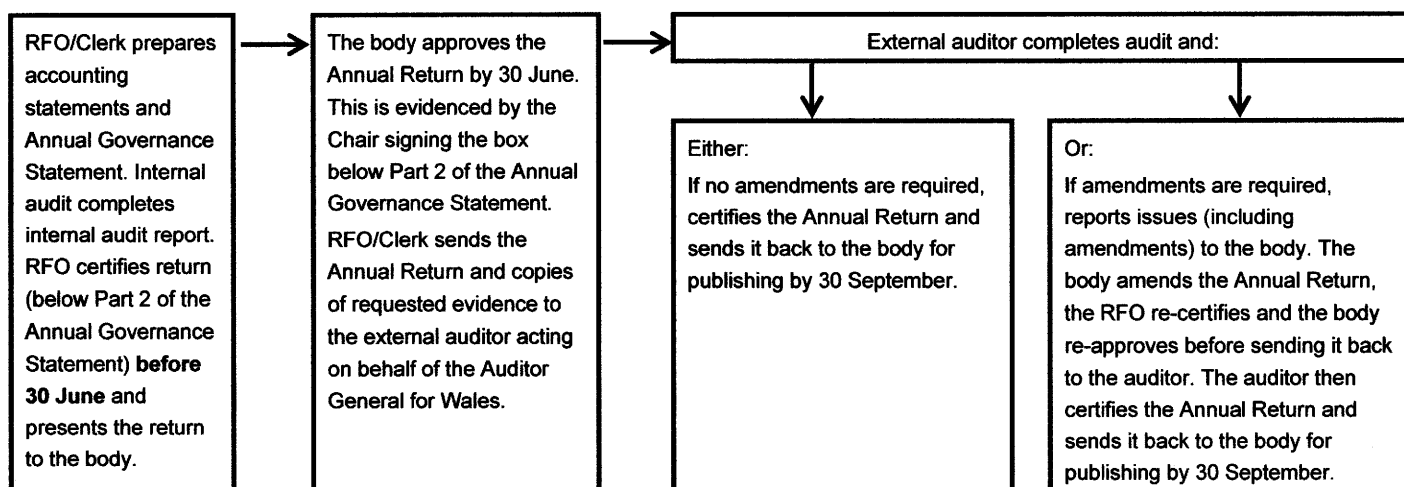 RFO/Clerk prepares
accounting
statements and
Annual Governance
Statement. Internal
audit completes
internal audit report.
RFO certifies return
(below Part 2 of the
Annual Governance
Statement) before
30 June and
presents the return
to the body.
The body approves the
Annual Return by 30 June.
This is evidenced by the
Chair signing the box
below Part 2 of the Annual
Governance Statement.
RFO/Clerk sends the
Annual Return and copies
of requested evidence to
the external auditor acting
on behalf of the Auditor
General for Wales.
External auditor completes audit and:
Either:
If no amendments are required,
certifies the Annual Return and
sends it back to the body for
publishing by 30 September.
Or:
If amendments are required,
reports issues (including
amendments) to the body. The
body amends the Annual Return,
the RFO re-certifies and the body
re-approves before sending it back
to the auditor. The auditor then
certifies the Annual Return and
sends it back to the body for
publishing by 30 September.